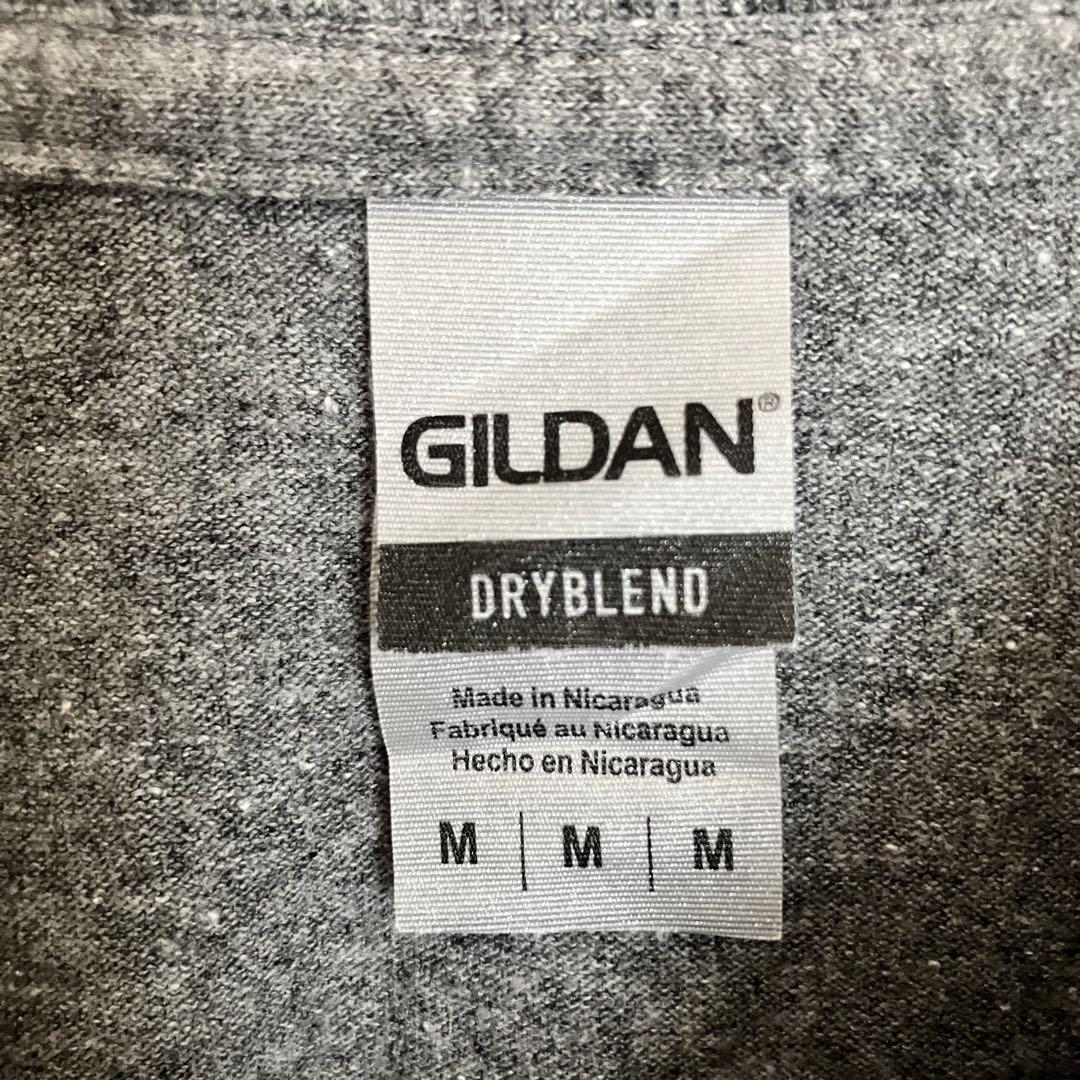 GILDAN®
DRYBLEND
Made in Nicaragua
Fabriqué au Nicaragua
Hecho en Nicaragua
M | M | M